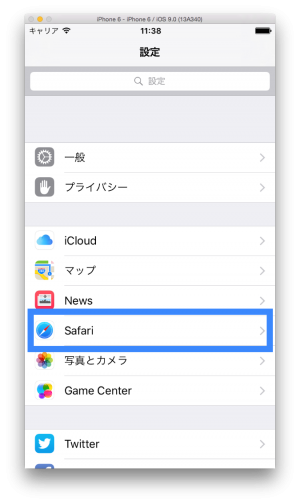 iPhone 6 - iPhone 6 / iOS 9.0 (13A340)
キャリア 11:38
設定
設定
一般
プライバシー
iCloud
マップ
News
Safari
写真とカメラ
Game Center
Twitter